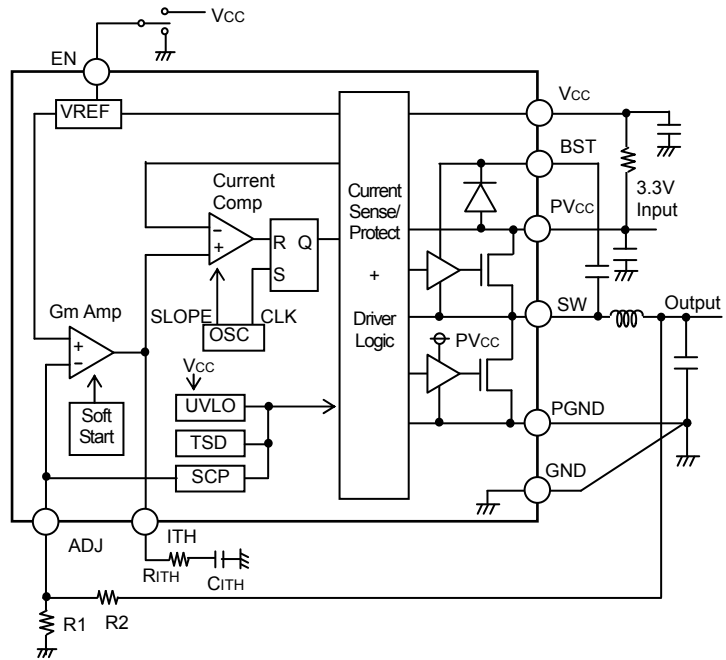 VCC
EN
VREF
VCC
BST
Current
Comp
Current
Sense/
Protect
+
Driver
Logic
3.3V
Input
PVCC
-
+
R Q
S
Gm Amp
SLOPE
OSC
CLK
SW
Output
+
-
VCC
PVCC
Soft
Start
UVLO
TSD
SCP
PGND
GND
ADJ
ITH
RITH
CITH
R1
R2